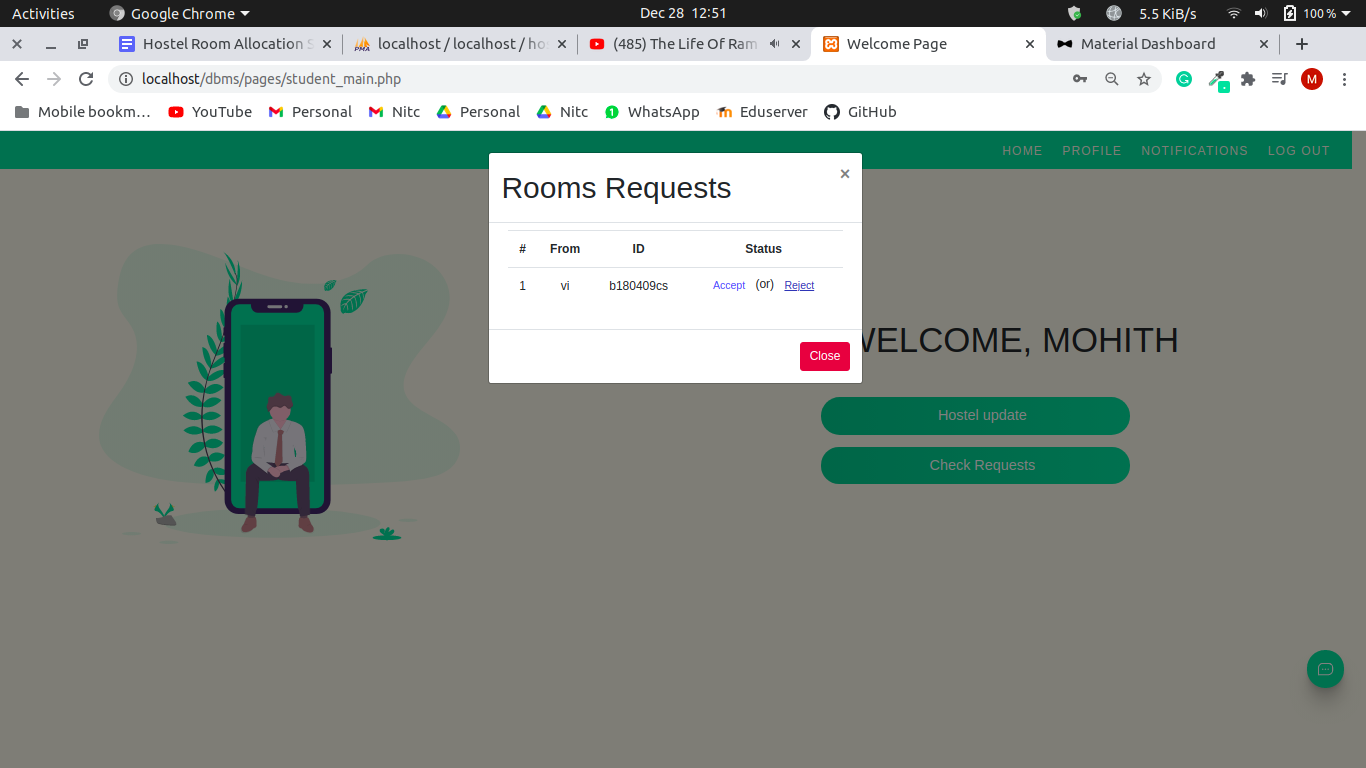 Activities Google Chrome Dec 28 12:51 5.5 KiB/s 100 %
Hostel Room Allocation S localhost / localhost / ho (485) The Life Of Ram Welcome Page Material Dashboard
localhost/dbms/pages/student_main.php M
Mobile bookm… YouTube Personal Nitc Personal Nitc WhatsApp Eduserver GitHub
HOME PROFILE NOTIFICATIONS LOG OUT
Rooms Requests ×
# From ID Status
1 vi b180409cs Accept (or) Reject
Close
WELCOME, MOHITH
Hostel update
Check Requests